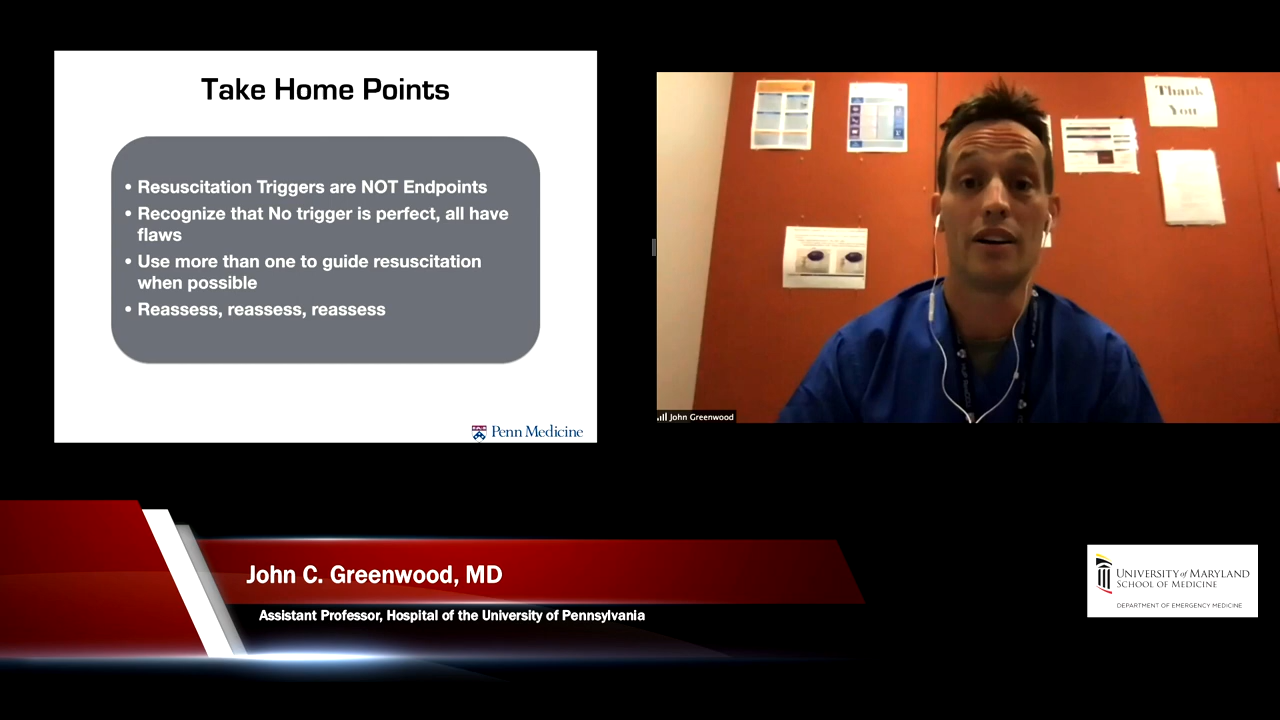 Take Home Points
• Resuscitation Triggers are NOT Endpoints
• Recognize that No trigger is perfect, all have
flaws
• Use more than one to guide resuscitation
when possible
• Reassess, reassess, reassess
Penn Medicine
Thank
You
John Greenwood
John C. Greenwood, MD
Assistant Professor, Hospital of the University of Pennsylvania
UNIVERSITY of MARYLAND
SCHOOL OF MEDICINE
DEPARTMENT OF EMERGENCY MEDICINE